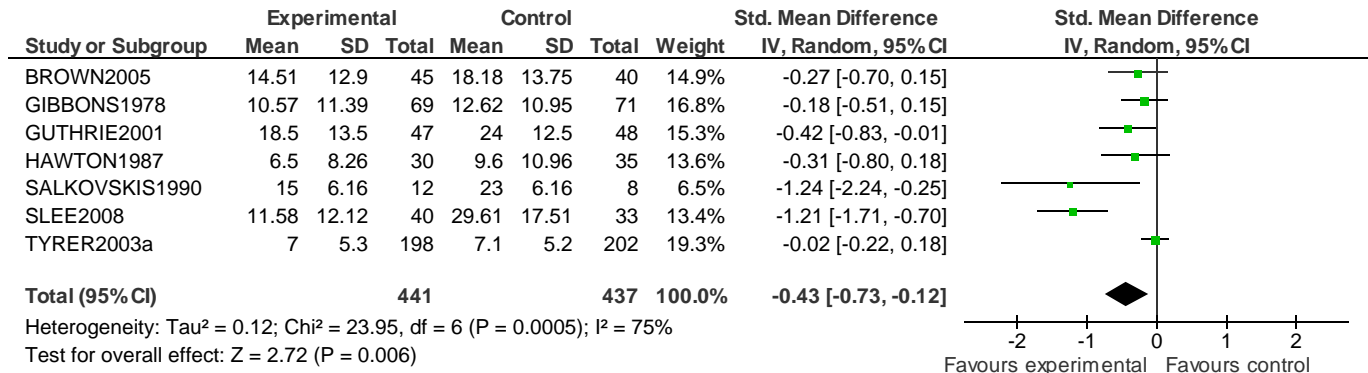 Experimental Control Std. Mean Difference Std. Mean Difference
Study or Subgroup Mean SD Total Mean SD Total Weight IV, Random, 95% CI IV, Random, 95% CI
BROWN2005 14.51 12.9 45 18.18 13.75 40 14.9% -0.27 [-0.70, 0.15]
GIBBONS1978 10.57 11.39 69 12.62 10.95 71 16.8% -0.18 [-0.51, 0.15]
GUTHRIE2001 18.5 13.5 47 24 12.5 48 15.3% -0.42 [-0.83, -0.01]
HAWTON1987 6.5 8.26 30 9.6 10.96 35 13.6% -0.31 [-0.80, 0.18]
SALKOVSKIS1990 15 6.16 12 23 6.16 8 6.5% -1.24 [-2.24, -0.25]
SLEE2008 11.58 12.12 40 29.61 17.51 33 13.4% -1.21 [-1.71, -0.70]
TYRER2003a 7 5.3 198 7.1 5.2 202 19.3% -0.02 [-0.22, 0.18]
Total (95% CI) 441 437 100.0% -0.43 [-0.73, -0.12]
Heterogeneity: Tau² = 0.12; Chi² = 23.95, df = 6 (P = 0.0005); I² = 75%
Test for overall effect: Z = 2.72 (P = 0.006)
-2 -1 0 1 2
Favours experimental Favours control